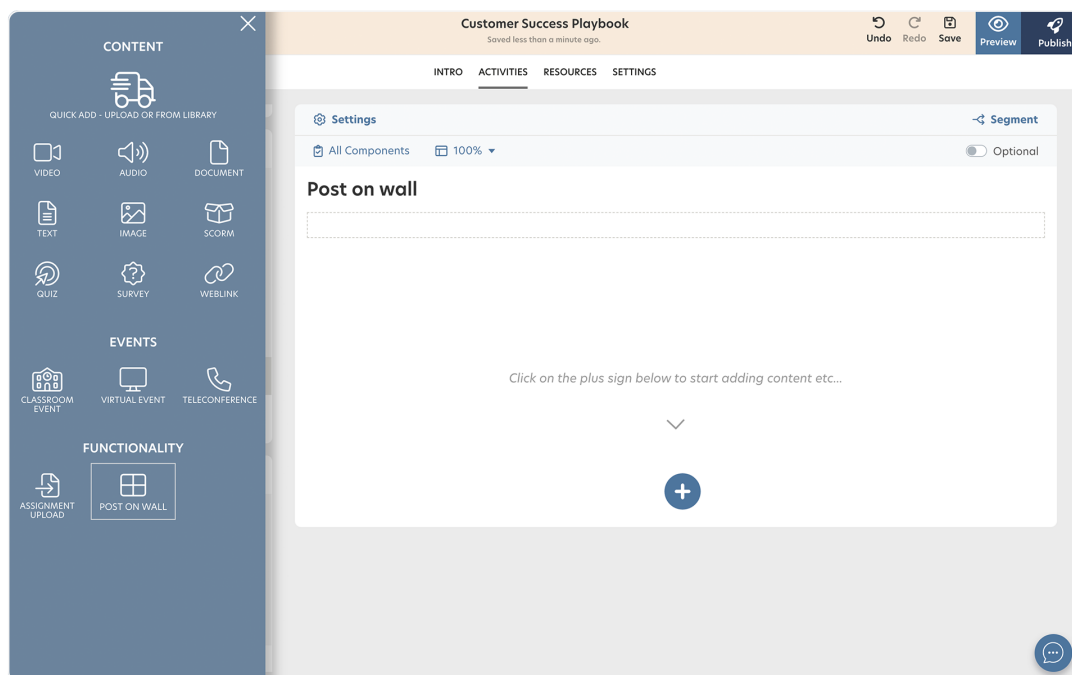 CONTENT
QUICK ADD - UPLOAD OR FROM LIBRARY
VIDEO
AUDIO
DOCUMENT
TEXT
IMAGE
SCORM
QUIZ
SURVEY
WEBLINK
EVENTS
CLASSROOM
EVENT
VIRTUAL EVENT
TELECONFERENCE
FUNCTIONALITY
ASSIGNMENT
UPLOAD
POST ON WALL
Customer Success Playbook
Saved less than a minute ago.
Undo
Redo
Save
Preview
Publish
INTRO
ACTIVITIES
RESOURCES
SETTINGS
Settings
Segment
All Components
100%
Optional
Post on wall
Click on the plus sign below to start adding content etc...